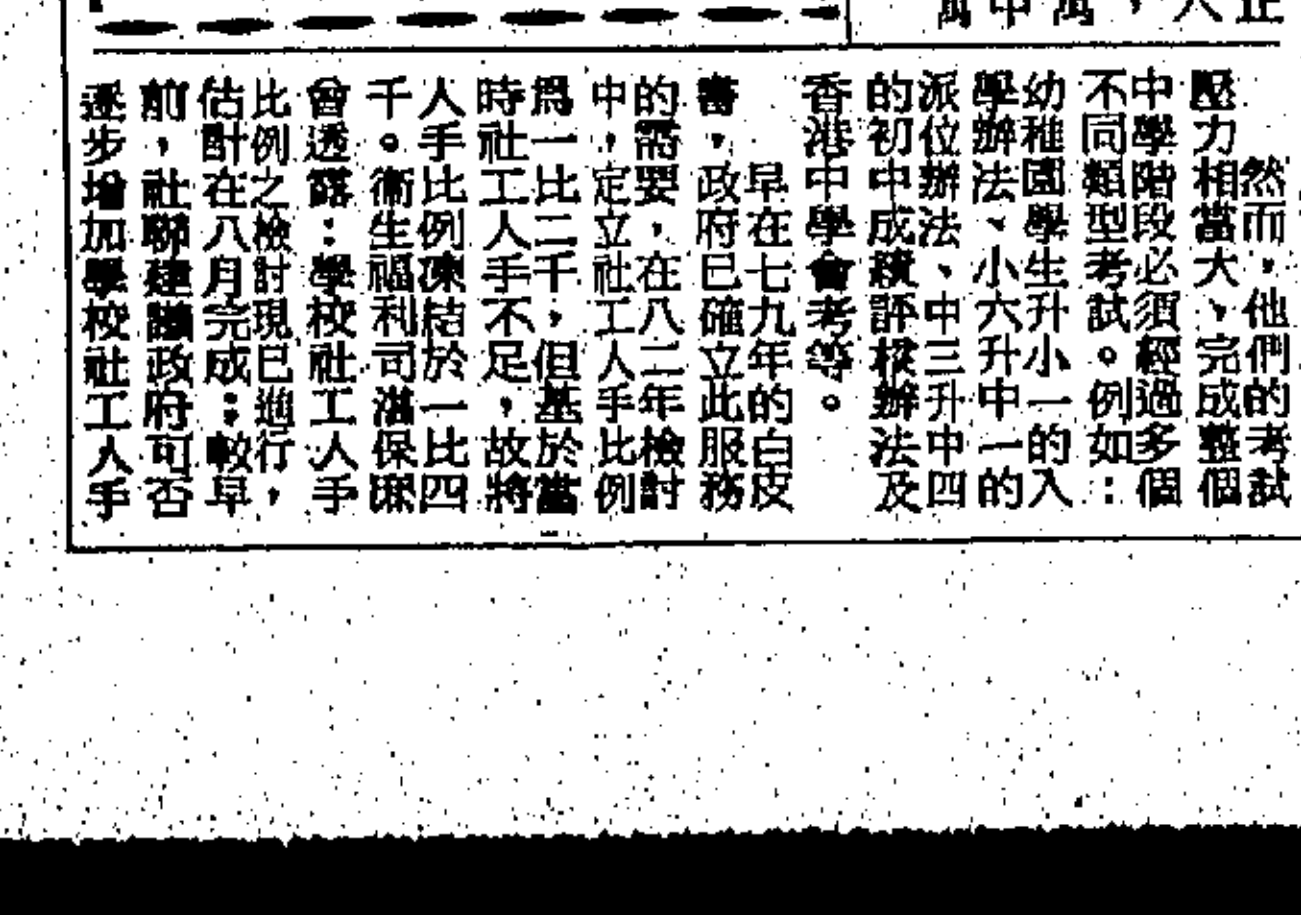 然而，他們的考試
壓力相當大，完成整個
中學階段必須經過多個
不同類型考試。例如：
幼稚園學生升小一的入
學辦法、小六升中一的
派位辦法、中三升中四
的初中成績評核辦法及
香港中學會考等。
早在七九年的白皮
書，政府已確立此服務
的需要，在八二年檢討
中，定立社工人手比例
爲一比二千，但基於當
時社工人手不足，故將
人手比例凍結於一比四
千。衞生福利司湛保庶
曾透露：學校社工人手
比例之檢討現已進行，
估計在八月完成；較早
前，社聯建議政府可否
逐步增加學校社工人手